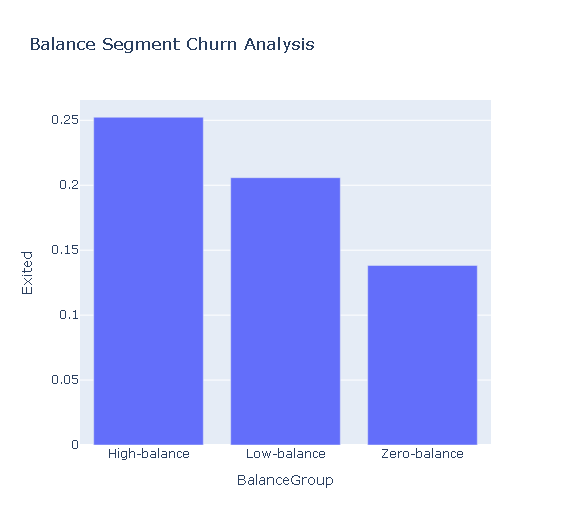 Balance Segment Churn Analysis
0.25
0.2
0.15
0.1
0.05
0
Exited
High-balance
Low-balance
Zero-balance
BalanceGroup